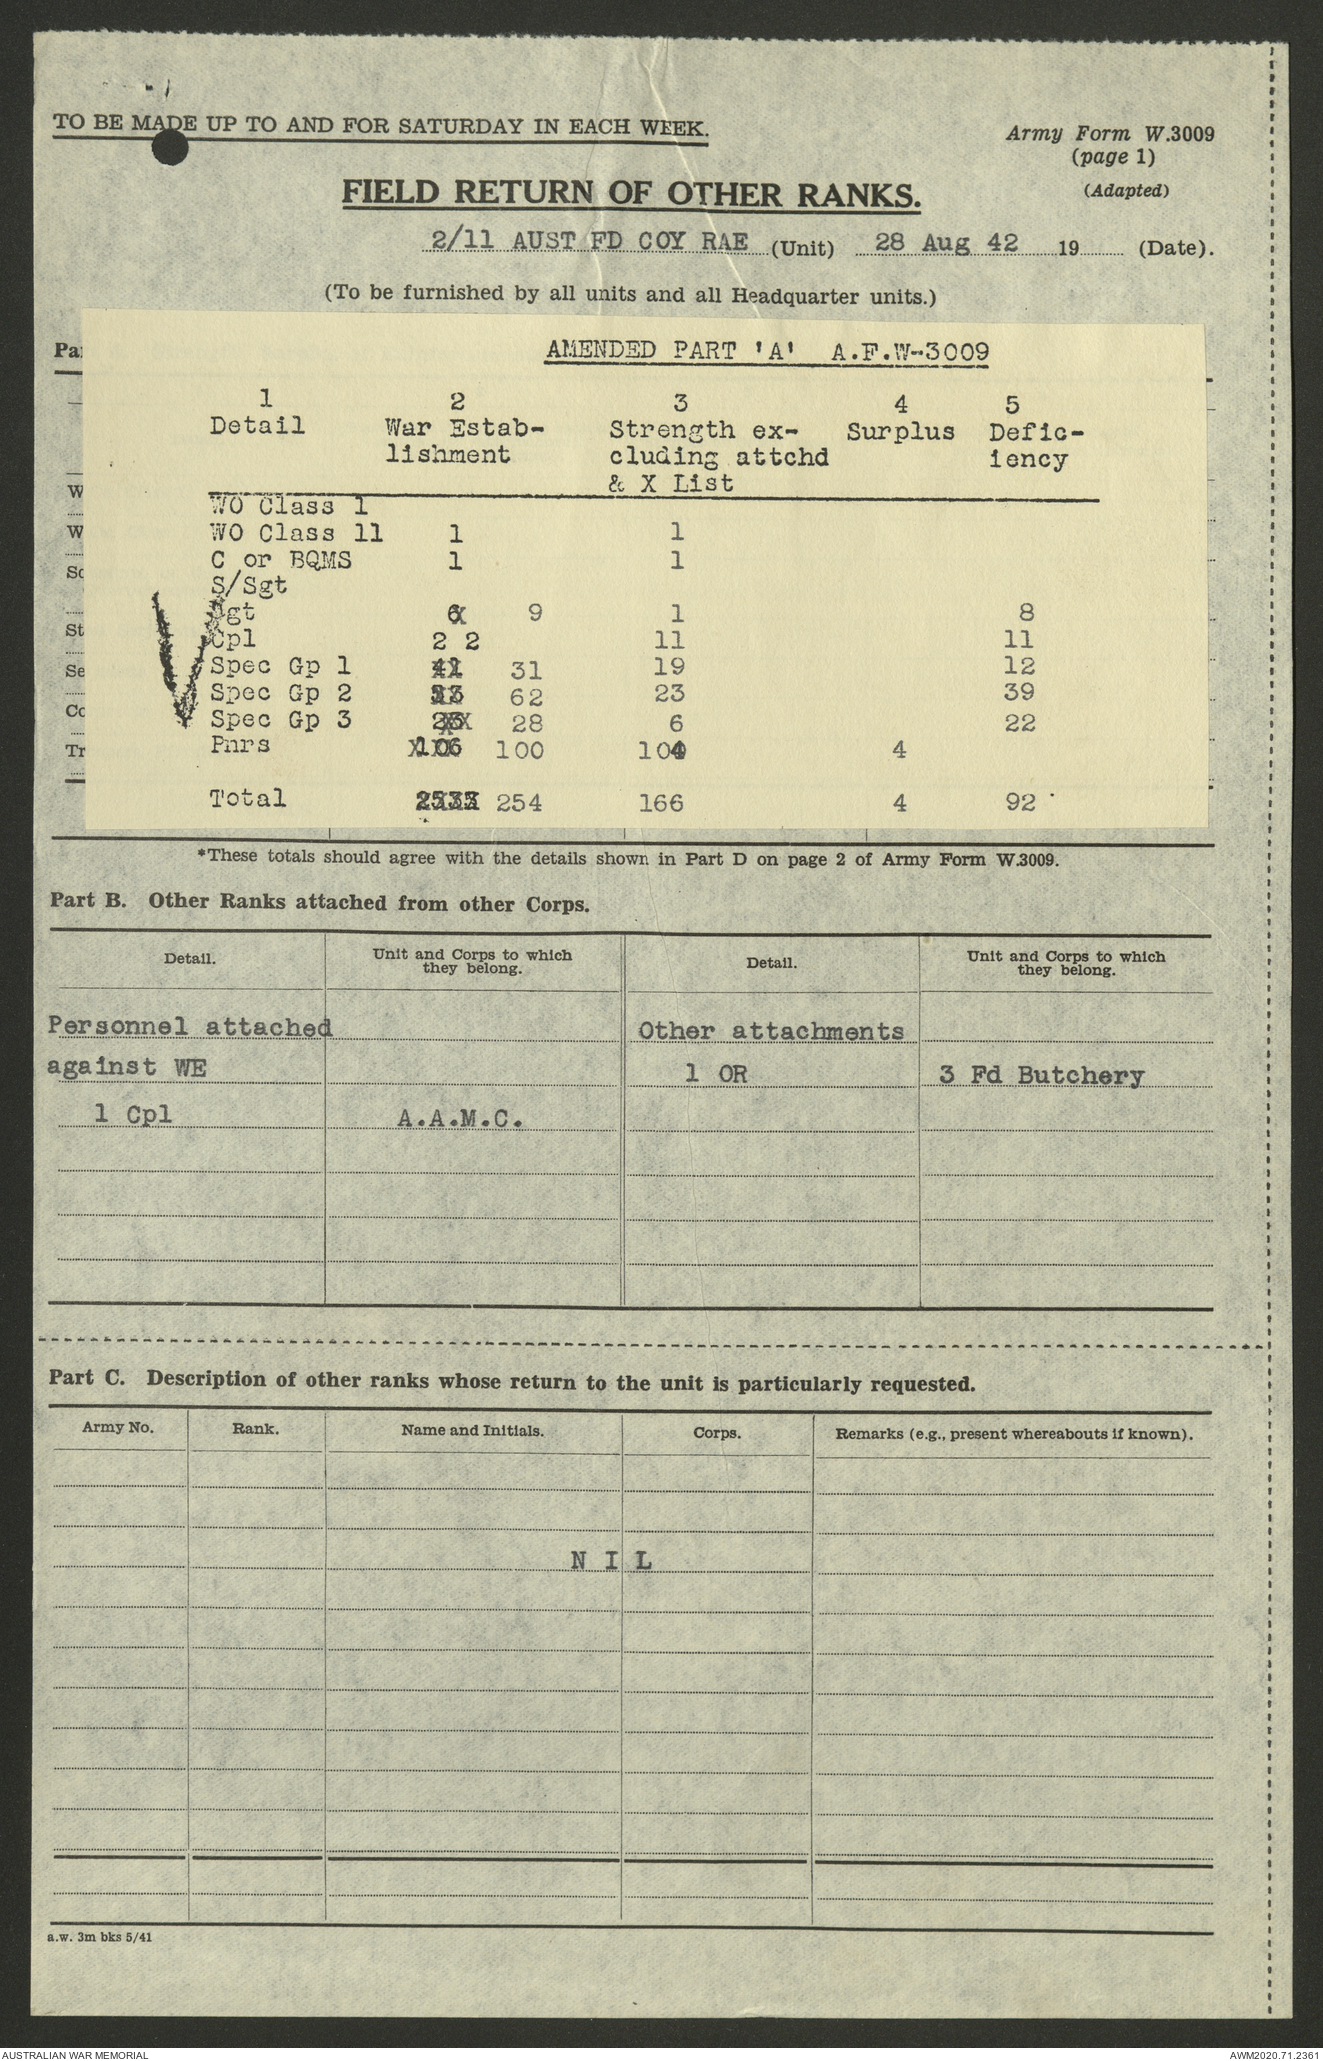 TO BE MADE UP TO AND FOR SATURDAY IN EACH WEEK.
Army Form W.3009
(page 1)
(Adapted)
FIELD RETURN OF OTHER RANKS.
2/11 AUST FD COY RAE (Unit) 28 Aug 42 19 (Date).
(To be furnished by all units and all Headquarter units.)
AMENDED PART 'A' A.F.W-3009
1 2 3 4 5
Detail War Estab- Strength ex- Surplus Defic-
lishment cluding attchd iency
& X List
WO Class 1
WO Class 11 1 1
C or BQMS 1 1
S/Sgt
Sgt 9 1 8
Cpl 2 2 11 11
Spec Gp 1 31 19 12
Spec Gp 2 62 23 39
Spec Gp 3 28 6 22
Pnrs 100 104 4
Total 254 166 4 92
*These totals should agree with the details shown in Part D on page 2 of Army Form W.3009.
Part B. Other Ranks attached from other Corps.
Detail. Unit and Corps to which they belong. Detail. Unit and Corps to which they belong.
Personnel attached Other attachments
against WE 1 OR 3 Fd Butchery
1 Cpl A.A.M.C.
Part C. Description of other ranks whose return to the unit is particularly requested.
Army No. Rank. Name and Initials. Corps. Remarks (e.g., present whereabouts if known).
N I L
a.w. 3m bks 5/41
AUSTRALIAN WAR MEMORIAL AWM2020.71.2361